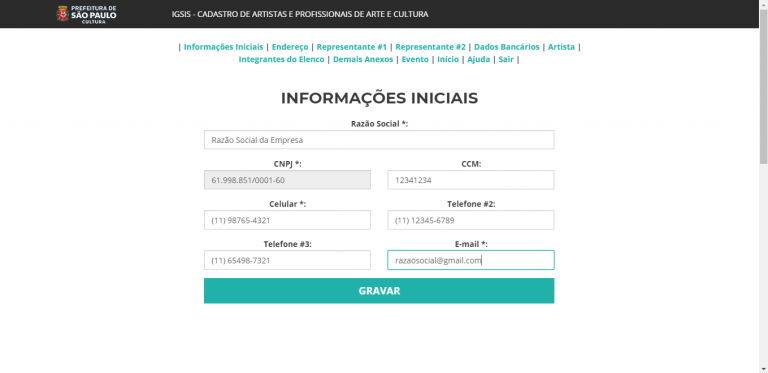 PREFEITURA DE
SÃO PAULO
CULTURA
IGSIS - CADASTRO DE ARTISTAS E PROFISSIONAIS DE ARTE E CULTURA
| Informações Iniciais | Endereço | Representante #1 | Representante #2 | Dados Bancários | Artista |
Integrantes do Elenco | Demais Anexos | Evento | Início | Ajuda | Sair |
INFORMAÇÕES INICIAIS
Razão Social *:
Razão Social da Empresa
CNPJ *: CCM:
61.998.851/0001-60 12341234
Celular *: Telefone #2:
(11) 98765-4321 (11) 12345-6789
Telefone #3: E-mail *:
(11) 65498-7321 razaosocial@gmail.com
GRAVAR